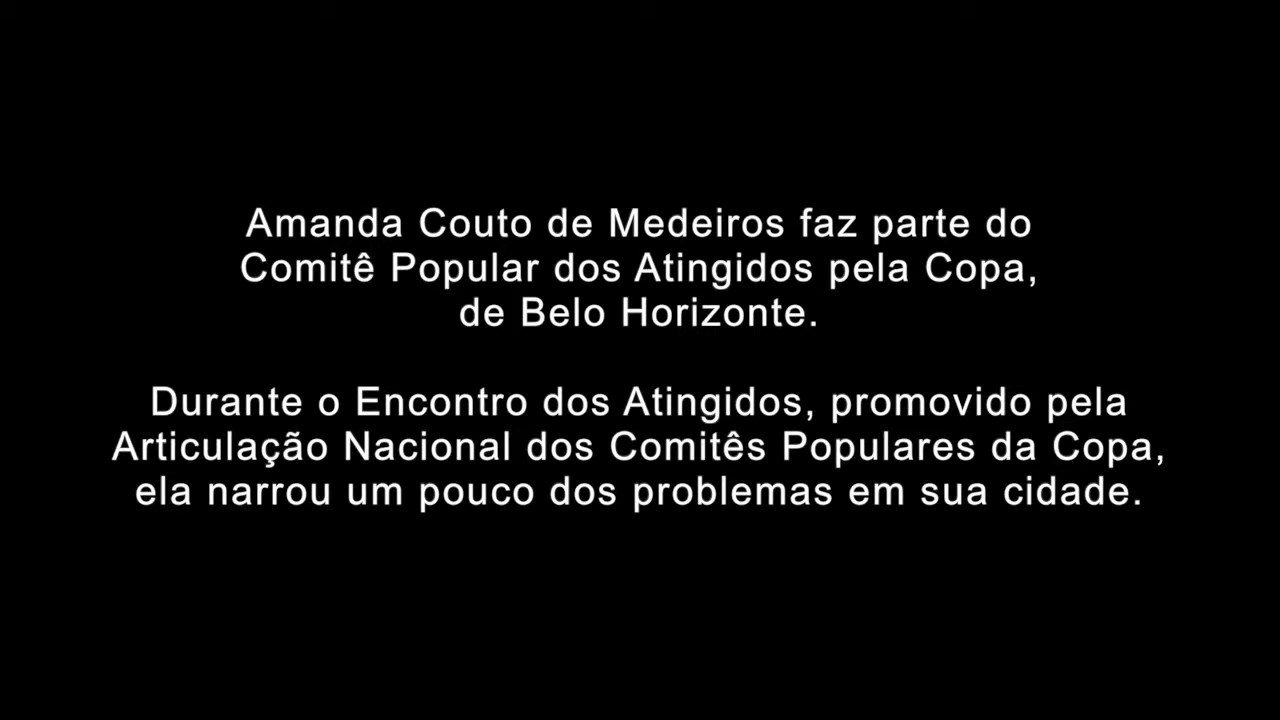 Amanda Couto de Medeiros faz parte do
Comitê Popular dos Atingidos pela Copa,
de Belo Horizonte.
Durante o Encontro dos Atingidos, promovido pela
Articulação Nacional dos Comitês Populares da Copa,
ela narrou um pouco dos problemas em sua cidade.